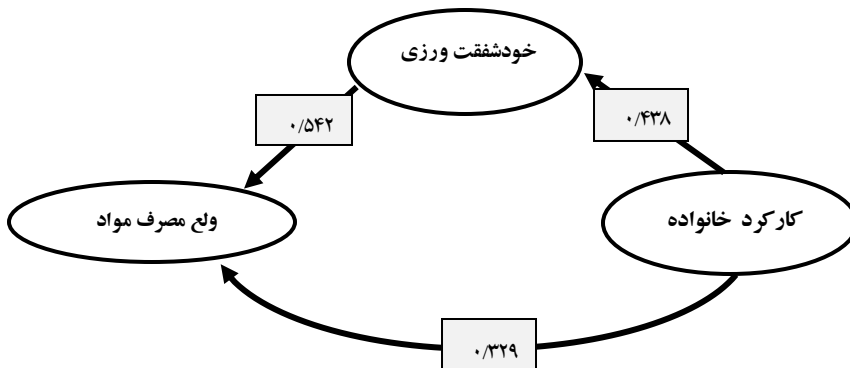 خودشفقت ورزی
۰/۵۴۲
۰/۴۳۸
ولع مصرف مواد
کارکرد خانواده
۰/۳۲۹